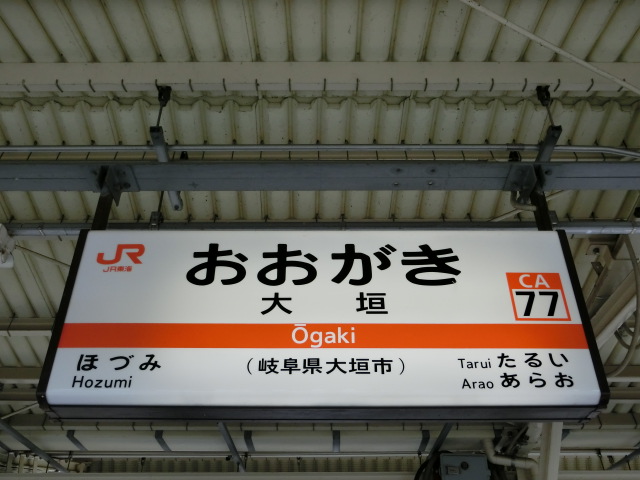 JR
JR東海
おおがき
大垣
CA
77
Ōgaki
ほづみ
Hozumi
(岐阜県大垣市)
Tarui たるい
Arao あらお